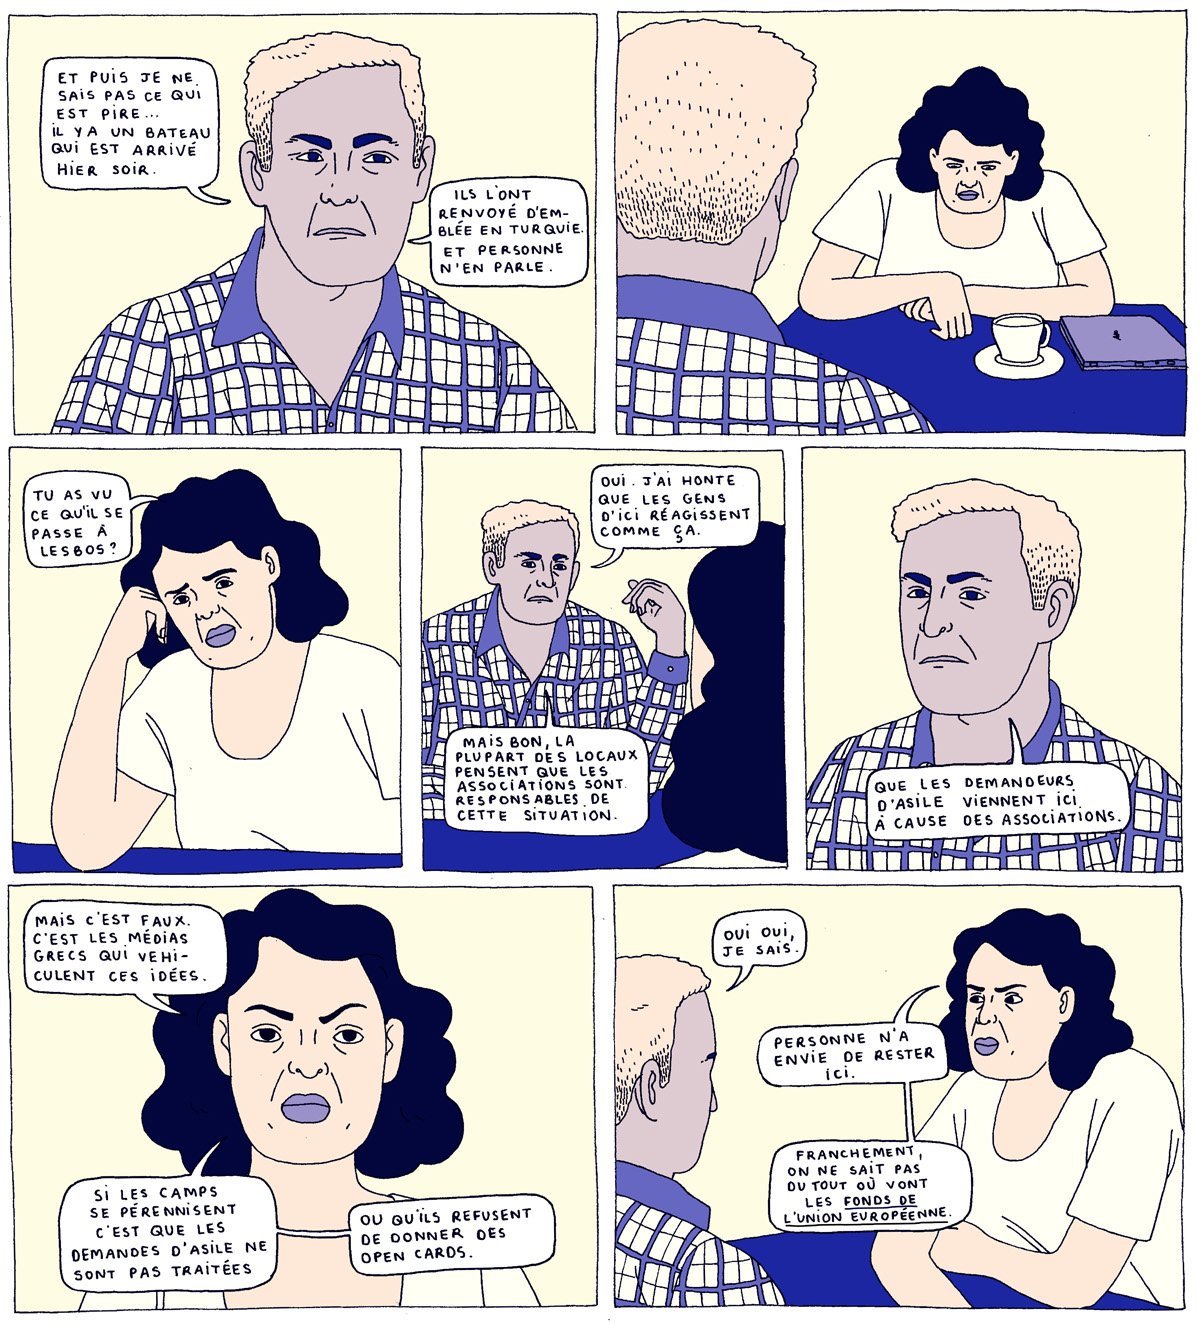 ET PUIS JE NE
SAIS PAS CE QUI
EST PIRE...
IL Y A UN BATEAU
QUI EST ARRIVÉ
HIER SOIR.
ILS L'ONT
RENVOYÉ D'EM-
BLÉE EN TURQUIE.
ET PERSONNE
N'EN PARLE.
TU AS VU
CE QU'IL SE
PASSE À
LESBOS?
OUI. J'AI HONTE
QUE LES GENS
D'ICI RÉAGISSENT
COMME ÇA.
MAIS BON, LA
PLUPART DES LOCAUX
PENSENT QUE LES
ASSOCIATIONS SONT
RESPONSABLES DE
CETTE SITUATION.
QUE LES DEMANDEURS
D'ASILE VIENNENT ICI
À CAUSE DES ASSOCIATIONS.
MAIS C'EST FAUX.
C'EST LES MÉDIAS
GRECS QUI VEHI-
CULENT CES IDÉES.
SI LES CAMPS
SE PÉRENNISENT
C'EST QUE LES
DEMANDES D'ASILE NE
SONT PAS TRAITÉES
OU QU'ILS REFUSENT
DE DONNER DES
OPEN CARDS.
OUI OUI,
JE SAIS.
PERSONNE N'A
ENVIE DE RESTER
ICI.
FRANCHEMENT,
ON NE SAIT PAS
DU TOUT OÙ VONT
LES FONDS DE
L'UNION EUROPÉENNE.